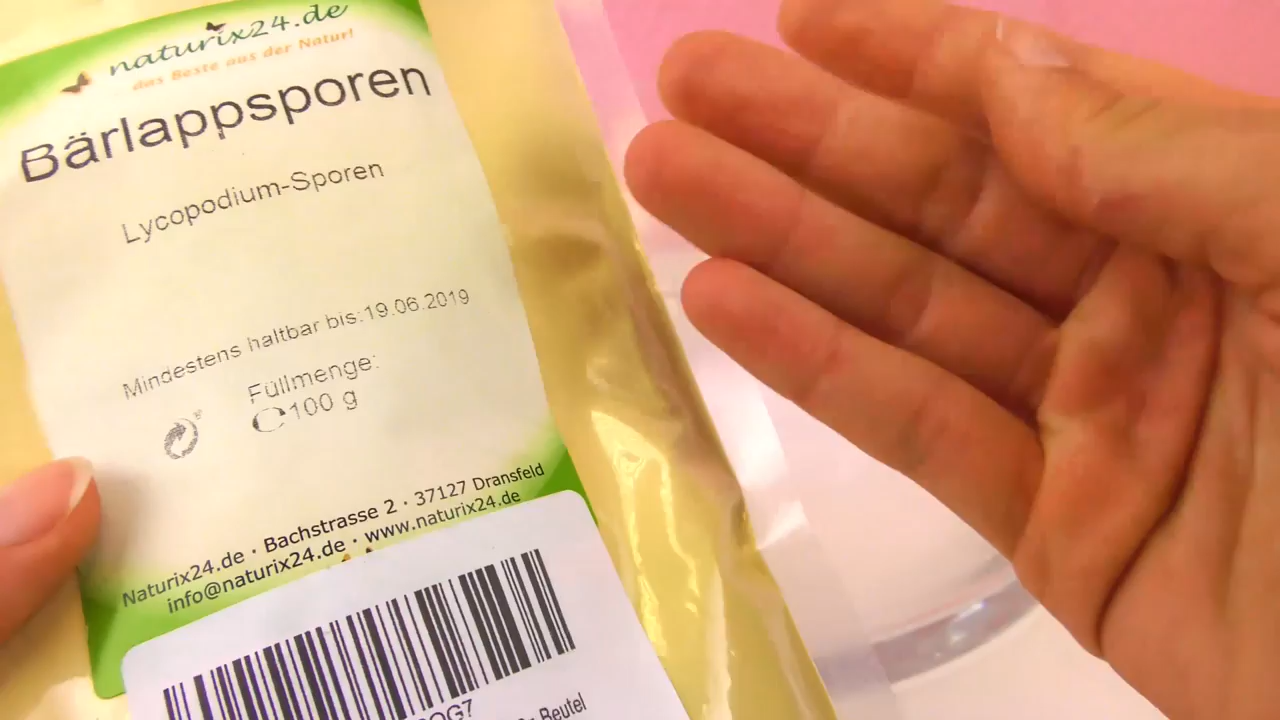 naturix24.de
das Beste aus der Natur!
Bärlappsporen
Lycopodium-Sporen
Mindestens haltbar bis:19.06.2019
Füllmenge:
℮100 g
Naturix24.de · Bachstrasse 2 · 37127 Dransfeld
info@naturix24.de · www.naturix24.de
Beutel